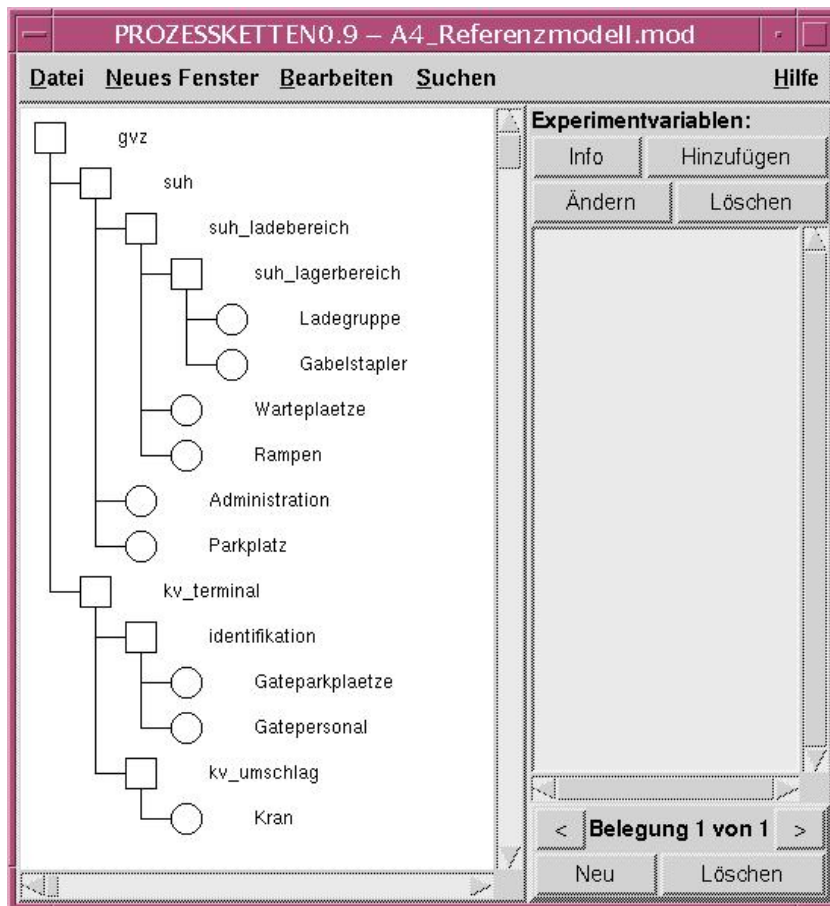 PROZESSKETTEN0.9 – A4_Referenzmodell.mod
Datei Neues Fenster Bearbeiten Suchen Hilfe
gvz
suh
suh_ladebereich
suh_lagerbereich
Ladegruppe
Gabelstapler
Warteplaetze
Rampen
Administration
Parkplatz
kv_terminal
identifikation
Gateparkplaetze
Gatepersonal
kv_umschlag
Kran
Experimentvariablen:
Info Hinzufügen
Ändern Löschen
< Belegung 1 von 1 >
Neu Löschen